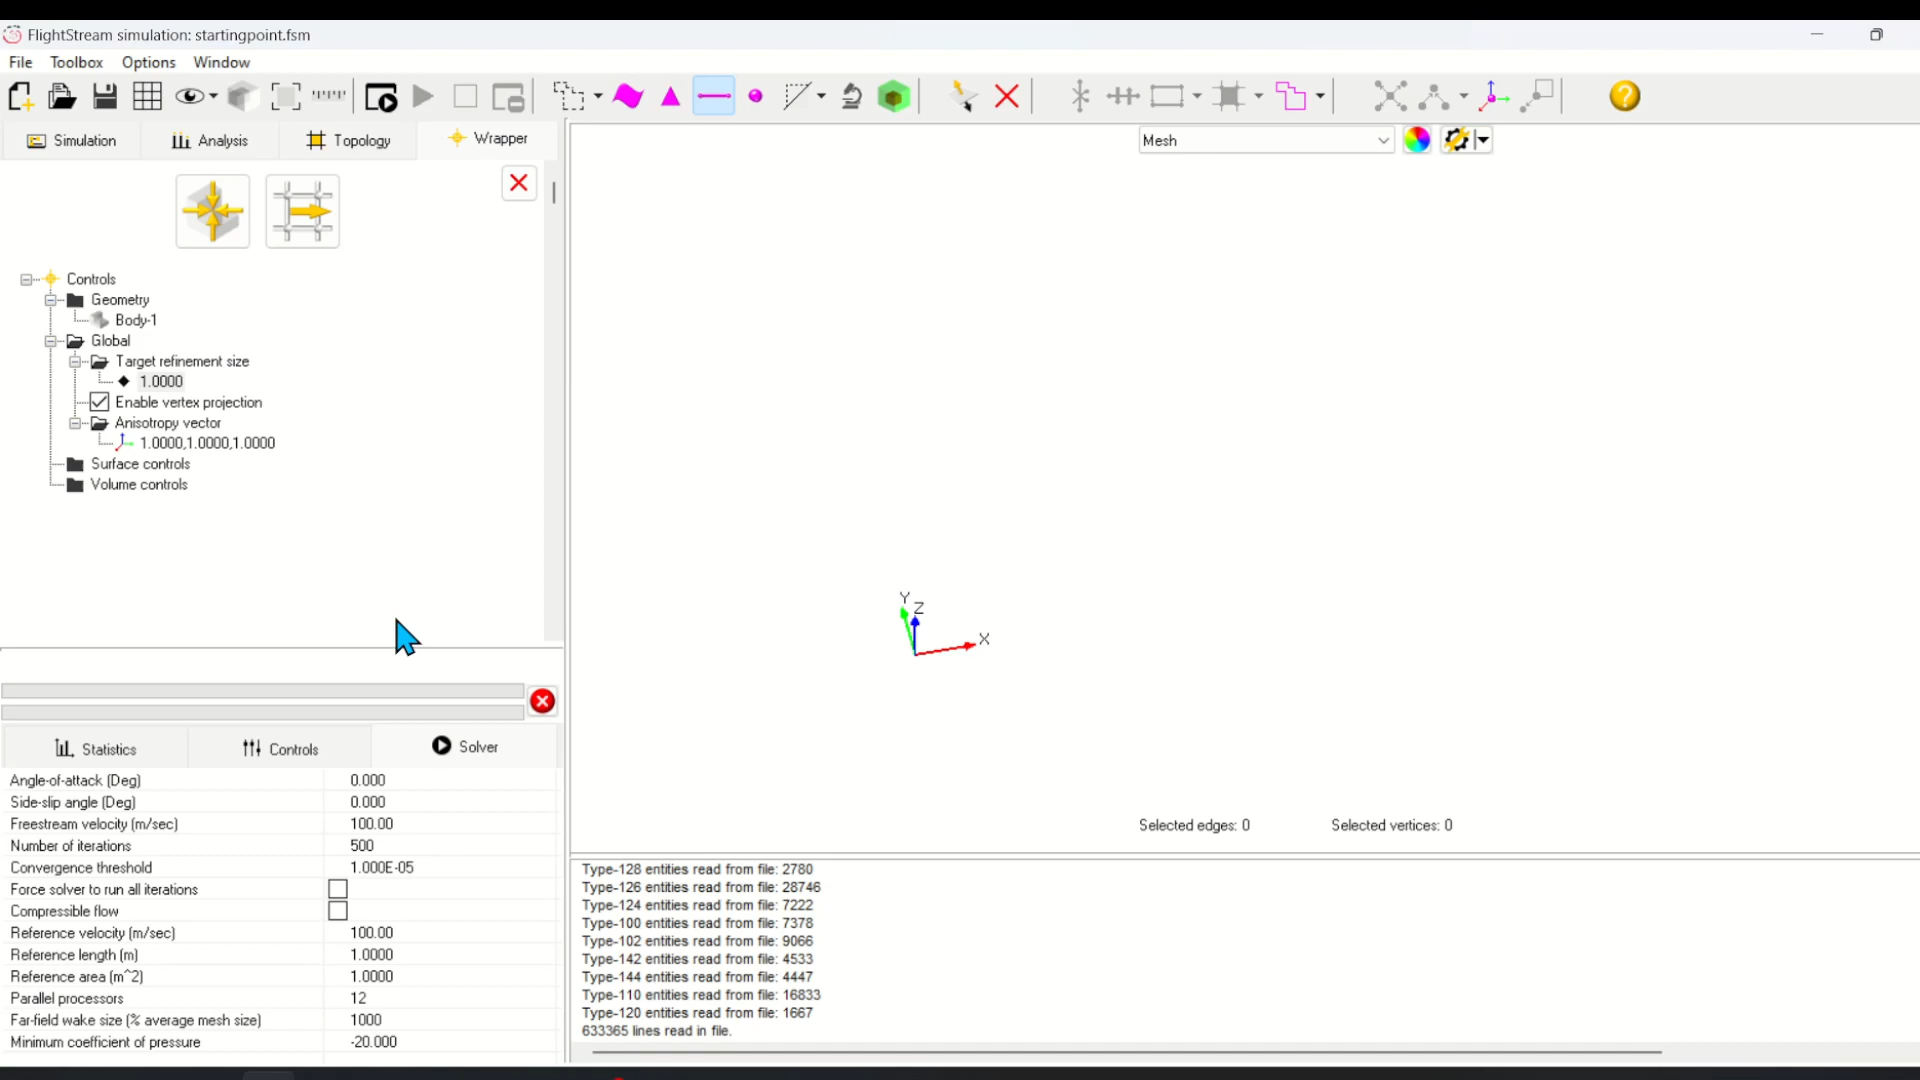 FlightStream simulation: startingpoint.fsm
File Toolbox Options Window
Simulation Analysis Topology Wrapper
Mesh
Controls
Geometry
Body-1
Global
Target refinement size
1.0000
Enable vertex projection
Anisotropy vector
1.0000,1.0000,1.0000
Surface controls
Volume controls
Y
Z
X
Statistics Controls Solver
Angle-of-attack (Deg) 0.000
Side-slip angle (Deg) 0.000
Freestream velocity (m/sec) 100.00
Number of iterations 500
Convergence threshold 1.000E-05
Force solver to run all iterations
Compressible flow
Reference velocity (m/sec) 100.00
Reference length (m) 1.0000
Reference area (m^2) 1.0000
Parallel processors 12
Far-field wake size (% average mesh size) 1000
Minimum coefficient of pressure -20.000
Selected edges: 0 Selected vertices: 0
Type-128 entities read from file: 2780
Type-126 entities read from file: 28746
Type-124 entities read from file: 7222
Type-100 entities read from file: 7378
Type-102 entities read from file: 9066
Type-142 entities read from file: 4533
Type-144 entities read from file: 4447
Type-110 entities read from file: 16833
Type-120 entities read from file: 1667
633365 lines read in file.